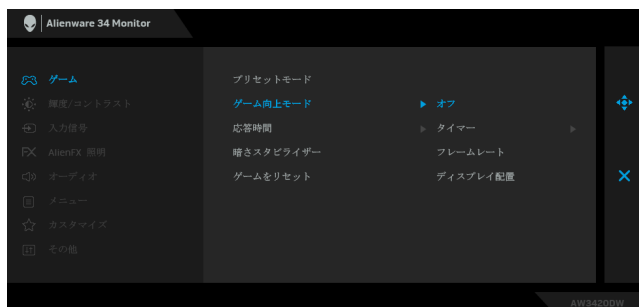 Alienware 34 Monitor
ゲーム
輝度/コントラスト
入力信号
AlienFX 照明
オーディオ
メニュー
カスタマイズ
その他
プリセットモード
ゲーム向上モード
応答時間
暗さスタビライザー
ゲームをリセット
オフ
タイマー
フレームレート
ディスプレイ配置
AW3420DW